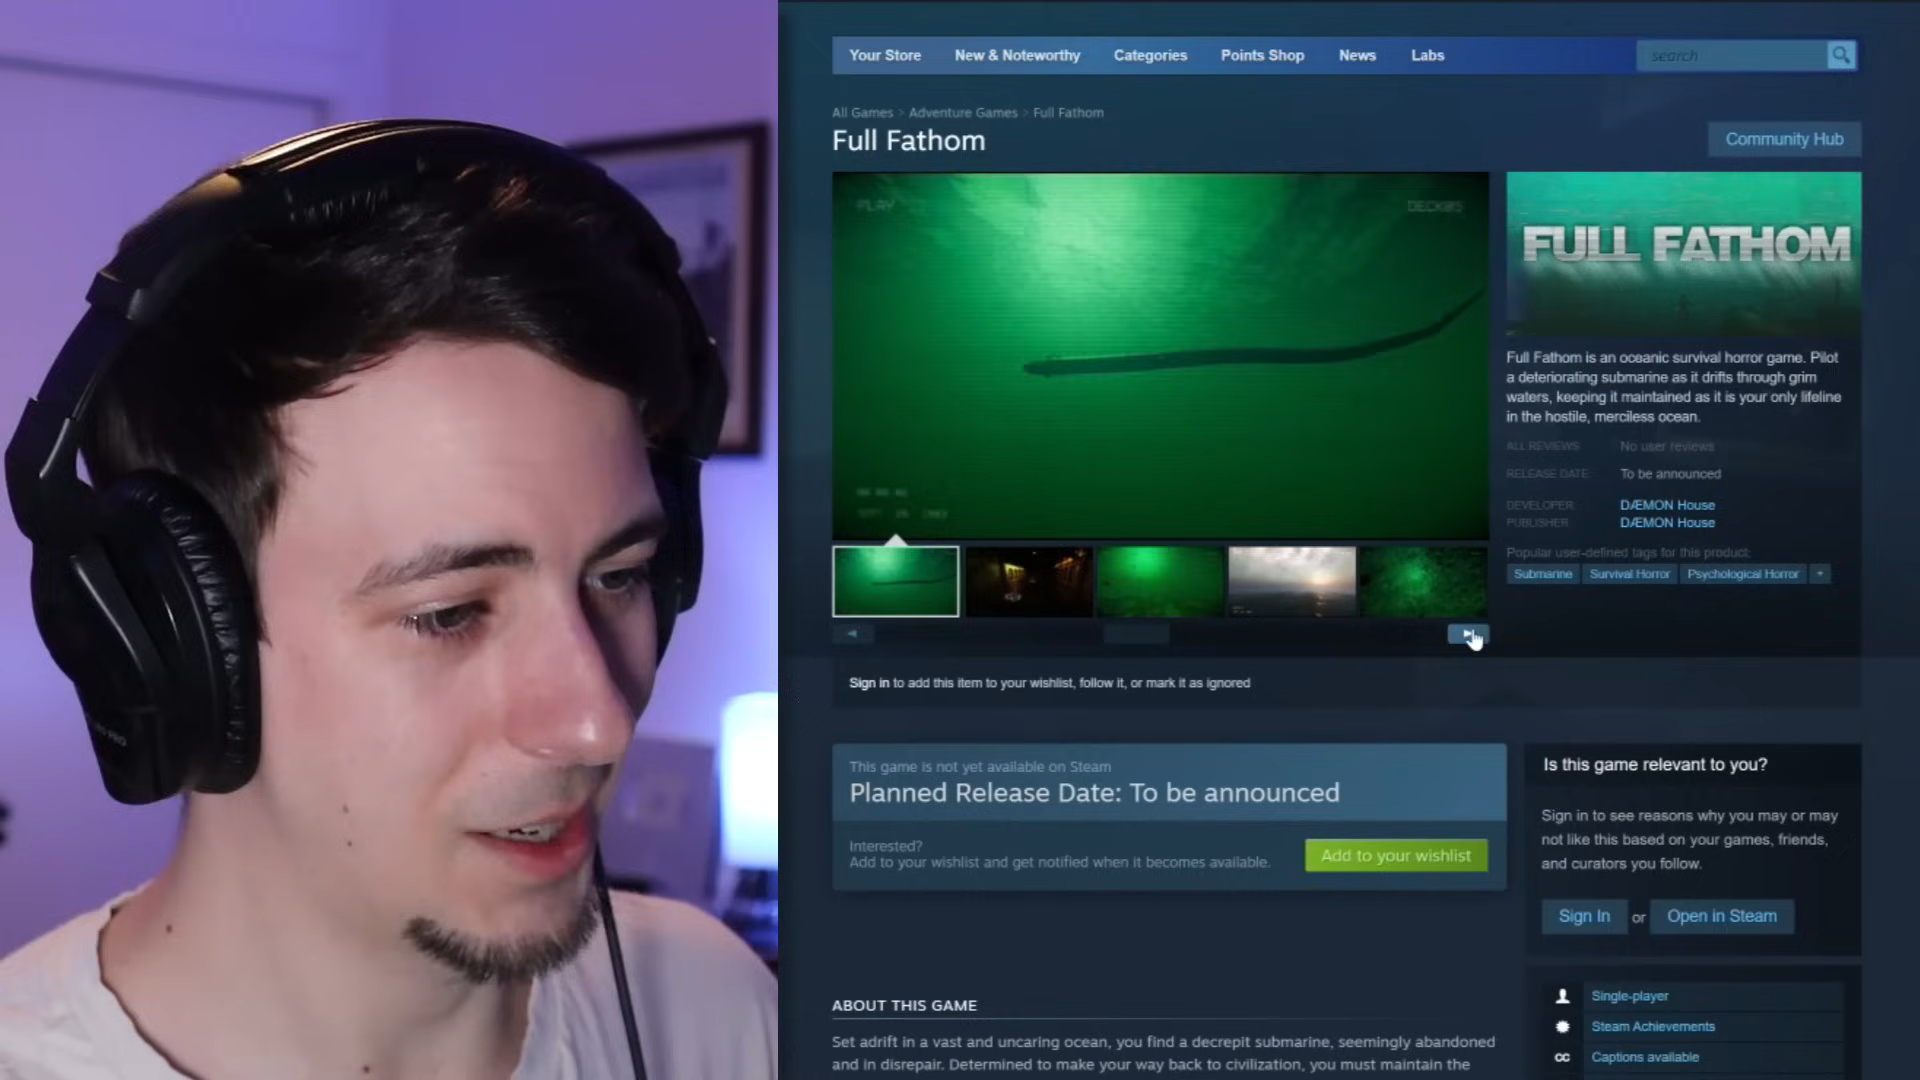 Your Store New & Noteworthy Categories Points Shop News Labs search
All Games > Adventure Games > Full Fathom
Full Fathom
Community Hub
PLAY
DECK05
FULL FATHOM
Full Fathom is an oceanic survival horror game. Pilot
a deteriorating submarine as it drifts through grim
waters, keeping it maintained as it is your only lifeline
in the hostile, merciless ocean.
ALL REVIEWS: No user reviews
RELEASE DATE: To be announced
DEVELOPER: DÆMON House
PUBLISHER: DÆMON House
Popular user-defined tags for this product:
Submarine Survival Horror Psychological Horror +
Sign in to add this item to your wishlist, follow it, or mark it as ignored
This game is not yet available on Steam
Planned Release Date: To be announced
Interested?
Add to your wishlist and get notified when it becomes available.
Add to your wishlist
Is this game relevant to you?
Sign in to see reasons why you may or may
not like this based on your games, friends,
and curators you follow.
Sign In or Open in Steam
ABOUT THIS GAME
Set adrift in a vast and uncaring ocean, you find a decrepit submarine, seemingly abandoned
and in disrepair. Determined to make your way back to civilization, you must maintain the
Single-player
Steam Achievements
cc Captions available